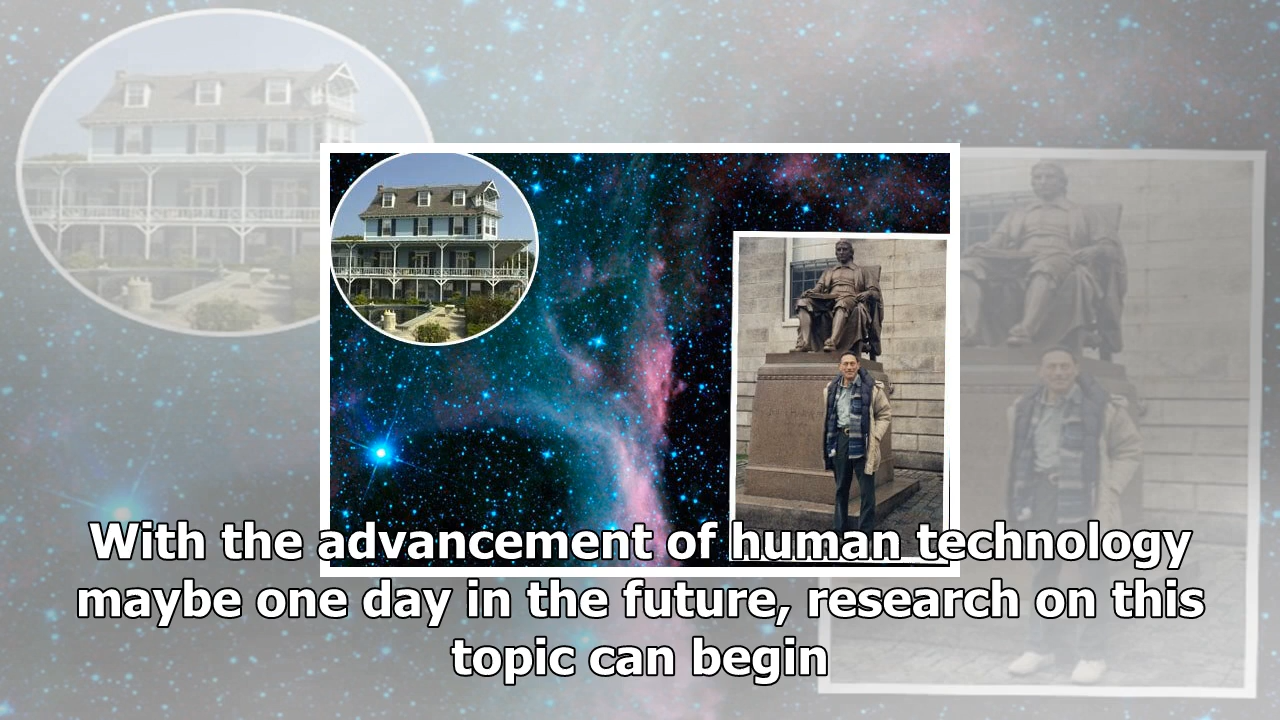 With the advancement of human technology
maybe one day in the future, research on this
topic can begin